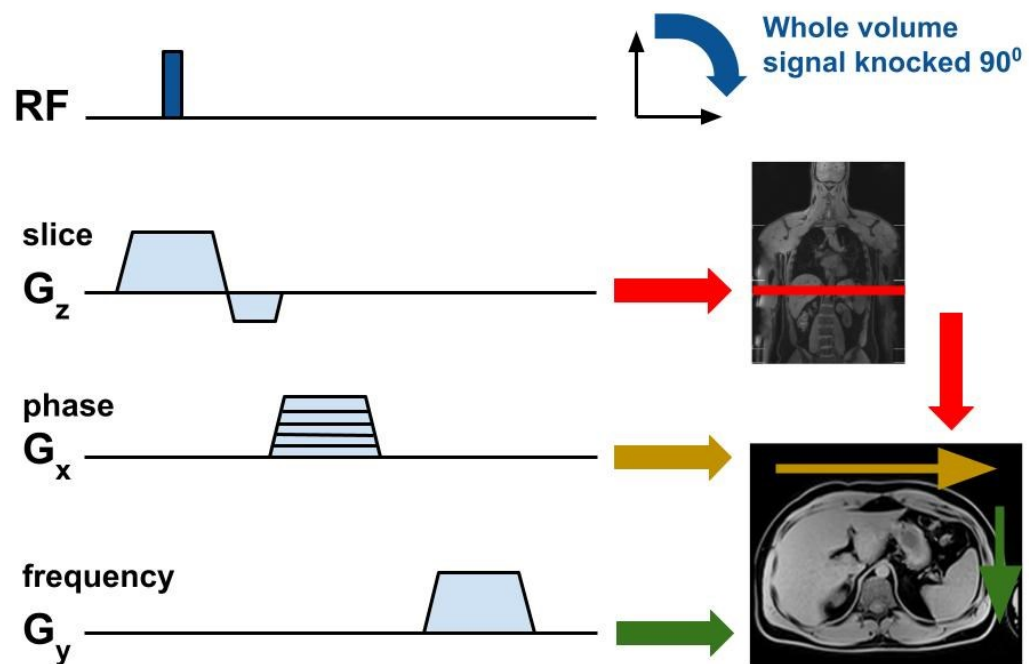 RF
Whole volume
signal knocked 90⁰
slice
Gz
phase
Gx
frequency
Gy